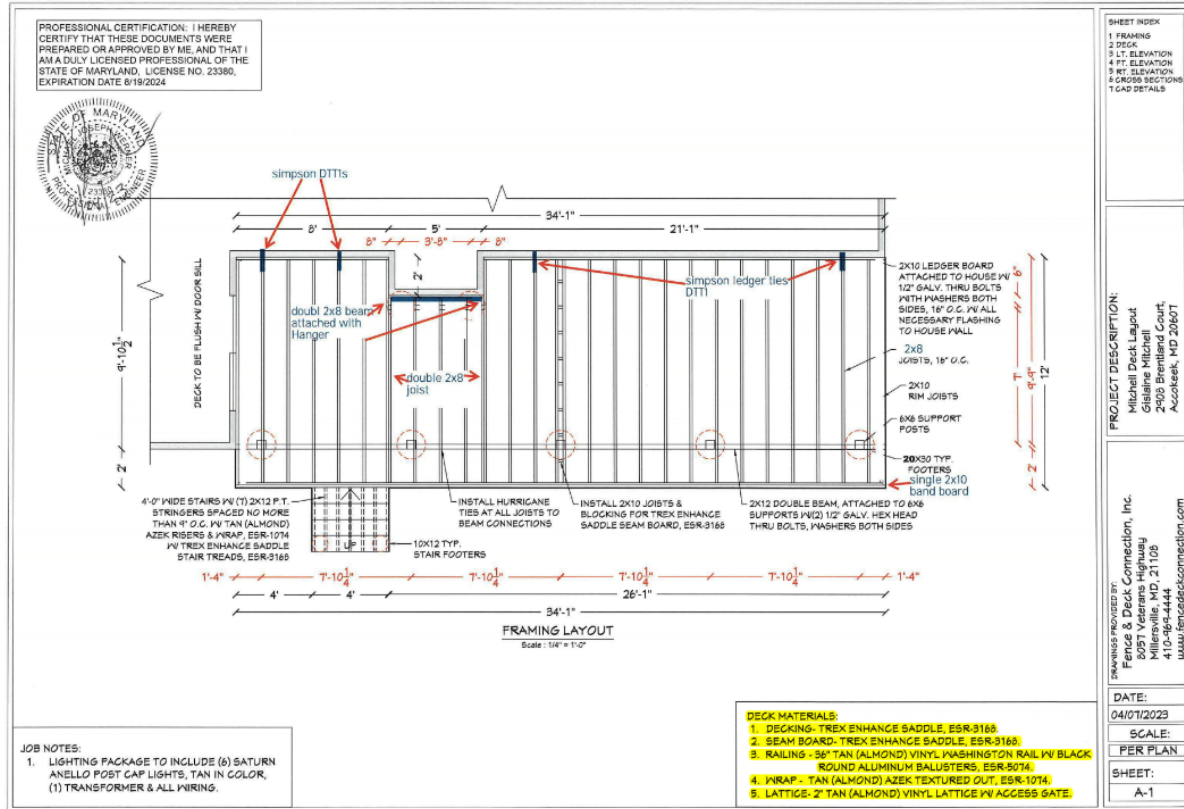 PROFESSIONAL CERTIFICATION: I HEREBY
CERTIFY THAT THESE DOCUMENTS WERE
PREPARED OR APPROVED BY ME, AND THAT I
AM A DULY LICENSED PROFESSIONAL OF THE
STATE OF MARYLAND, LICENSE NO. 23380,
EXPIRATION DATE 8/19/2024
STATE OF MARYLAND
MICHAEL JOSEPH WERNER
23380
PROFESSIONAL ENGINEER
simpson DTT1s
34'-1"
8'
5'
21'-1"
8"
3'-8"
8"
2'
simpson ledger ties
DTT1
doubl 2x8 beam
attached with
Hanger
double 2x8
joist
DECK TO BE FLUSH W/ DOOR SILL
9'-10 1/2"
2'
2X10 LEDGER BOARD
ATTACHED TO HOUSE W/
1/2" GALV. THRU BOLTS
WITH WASHERS BOTH
SIDES, 16" O.C. W/ ALL
NECESSARY FLASHING
TO HOUSE WALL
2x8
JOISTS, 16" O.C.
2X10
RIM JOISTS
6X6 SUPPORT
POSTS
20X30 TYP.
FOOTERS
single 2x10
band board
6"
7'
9'-9"
12'
2'
4'-0" WIDE STAIRS W/ (7) 2X12 P.T.
STRINGERS SPACED NO MORE
THAN 9" O.C. W/ TAN (ALMOND)
AZEK RISERS & WRAP, ESR-1074
W/ TREX ENHANCE SADDLE
STAIR TREADS, ESR-3168
UP
INSTALL HURRICANE
TIES AT ALL JOISTS TO
BEAM CONNECTIONS
10X12 TYP.
STAIR FOOTERS
INSTALL 2X10 JOISTS &
BLOCKING FOR TREX ENHANCE
SADDLE SEAM BOARD, ESR-3168
2X12 DOUBLE BEAM, ATTACHED TO 6X6
SUPPORTS W/(2) 1/2" GALV. HEX HEAD
THRU BOLTS, WASHERS BOTH SIDES
1'-4"
7'-10 1/4"
7'-10 1/4"
7'-10 1/4"
7'-10 1/4"
1'-4"
4'
4'
26'-1"
34'-1"
FRAMING LAYOUT
Scale : 1/4" = 1'-0"
JOB NOTES:
1. LIGHTING PACKAGE TO INCLUDE (6) SATURN
ANELLO POST CAP LIGHTS, TAN IN COLOR,
(1) TRANSFORMER & ALL WIRING.
DECK MATERIALS:
1. DECKING- TREX ENHANCE SADDLE, ESR-3168.
2. SEAM BOARD- TREX ENHANCE SADDLE, ESR-3168.
3. RAILING - 36" TAN (ALMOND) VINYL WASHINGTON RAIL W/ BLACK
ROUND ALUMINUM BALUSTERS, ESR-5074.
4. WRAP - TAN (ALMOND) AZEK TEXTURED OUT, ESR-1074.
5. LATTICE- 2" TAN (ALMOND) VINYL LATTICE W/ ACCESS GATE.
SHEET INDEX
1 FRAMING
2 DECK
3 LT. ELEVATION
4 FT. ELEVATION
5 RT. ELEVATION
6 CROSS SECTIONS
7 CAD DETAILS
PROJECT DESCRIPTION:
Mitchell Deck Layout
Gislaine Mitchell
2908 Brentland Court,
Accokeek, MD 20607
DRAWINGS PROVIDED BY:
Fence & Deck Connection, Inc.
8057 Veterans Highway
Millersville, MD, 21108
410-969-4444
www.fencedeckconnection.com
DATE:
04/07/2023
SCALE:
PER PLAN
SHEET:
A-1